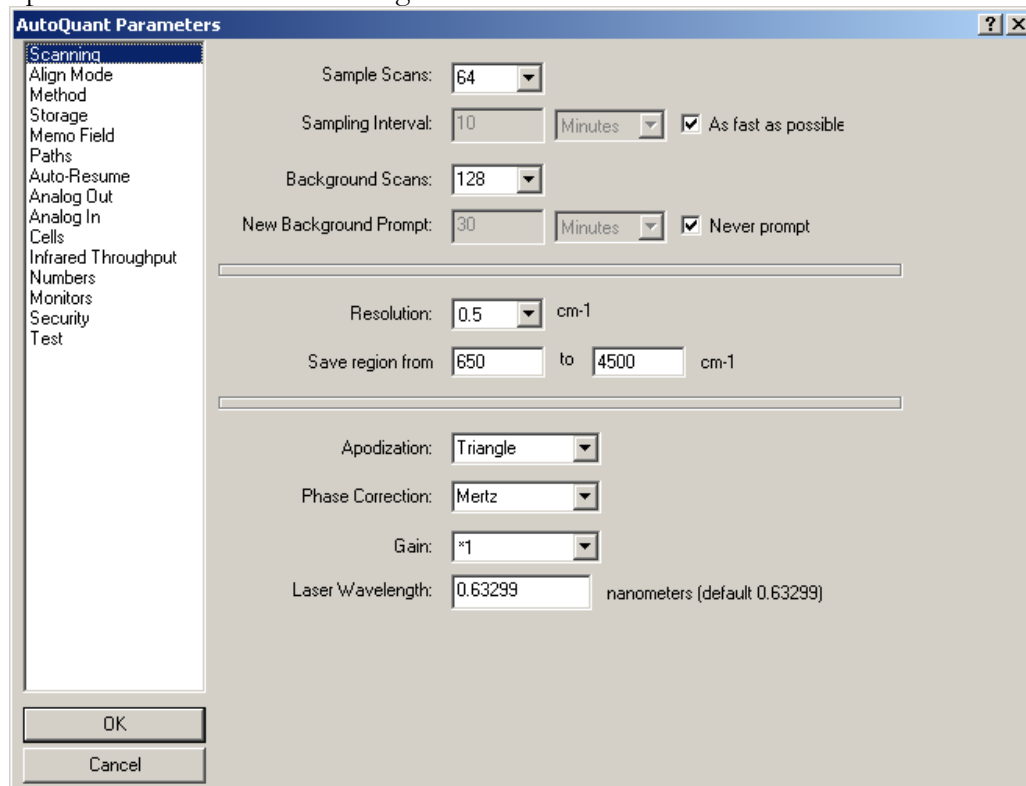 AutoQuant Parameters
Scanning
Align Mode
Method
Storage
Memo Field
Paths
Auto-Resume
Analog Out
Analog In
Cells
Infrared Throughput
Numbers
Monitors
Security
Test
OK
Cancel
Sample Scans: 64
Sampling Interval: 10 Minutes As fast as possible
Background Scans: 128
New Background Prompt: 30 Minutes Never prompt
Resolution: 0.5 cm-1
Save region from 650 to 4500 cm-1
Apodization: Triangle
Phase Correction: Mertz
Gain: *1
Laser Wavelength: 0.63299 nanometers (default 0.63299)